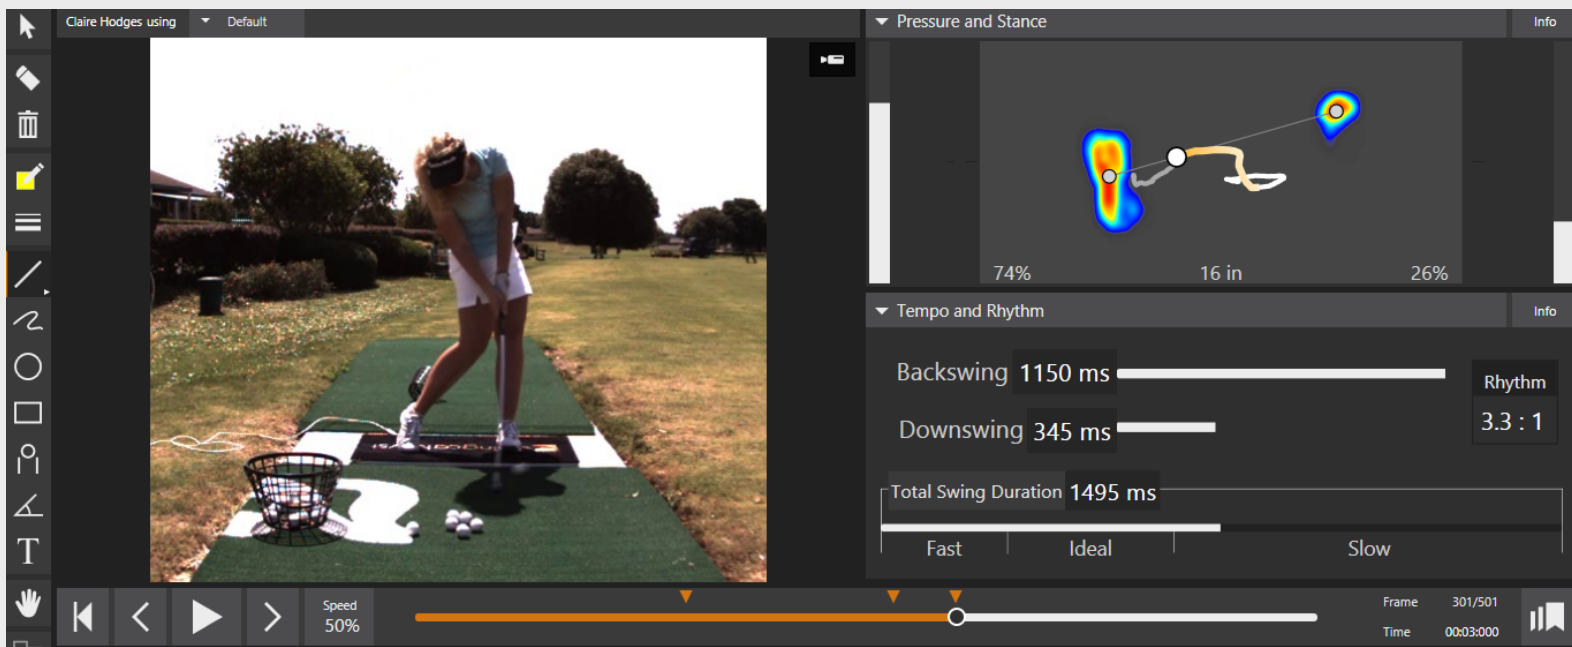 Claire Hodges using
Default
Pressure and Stance
Info
74%
16 in
26%
Tempo and Rhythm
Info
Backswing 1150 ms
Downswing 345 ms
Rhythm
3.3 : 1
Total Swing Duration 1495 ms
Fast
Ideal
Slow
T
Speed
50%
Frame 301/501
Time 00:03:000